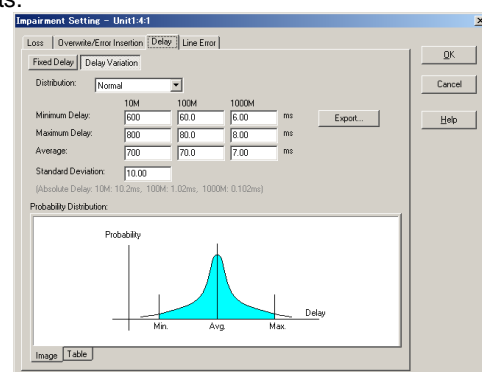 Impairment Setting - Unit1:4:1
Loss Overwrite/Error Insertion Delay Line Error
OK
Cancel
Help
Fixed Delay Delay Variation
Distribution: Normal
10M 100M 1000M
Minimum Delay: 600 60.0 6.00 ms Export...
Maximum Delay: 800 80.0 8.00 ms
Average: 700 70.0 7.00 ms
Standard Deviation: 10.00
(Absolute Delay: 10M: 10.2ms, 100M: 1.02ms, 1000M: 0.102ms)
Probability Distribution:
Probability
Delay
Min. Avg. Max.
Image Table